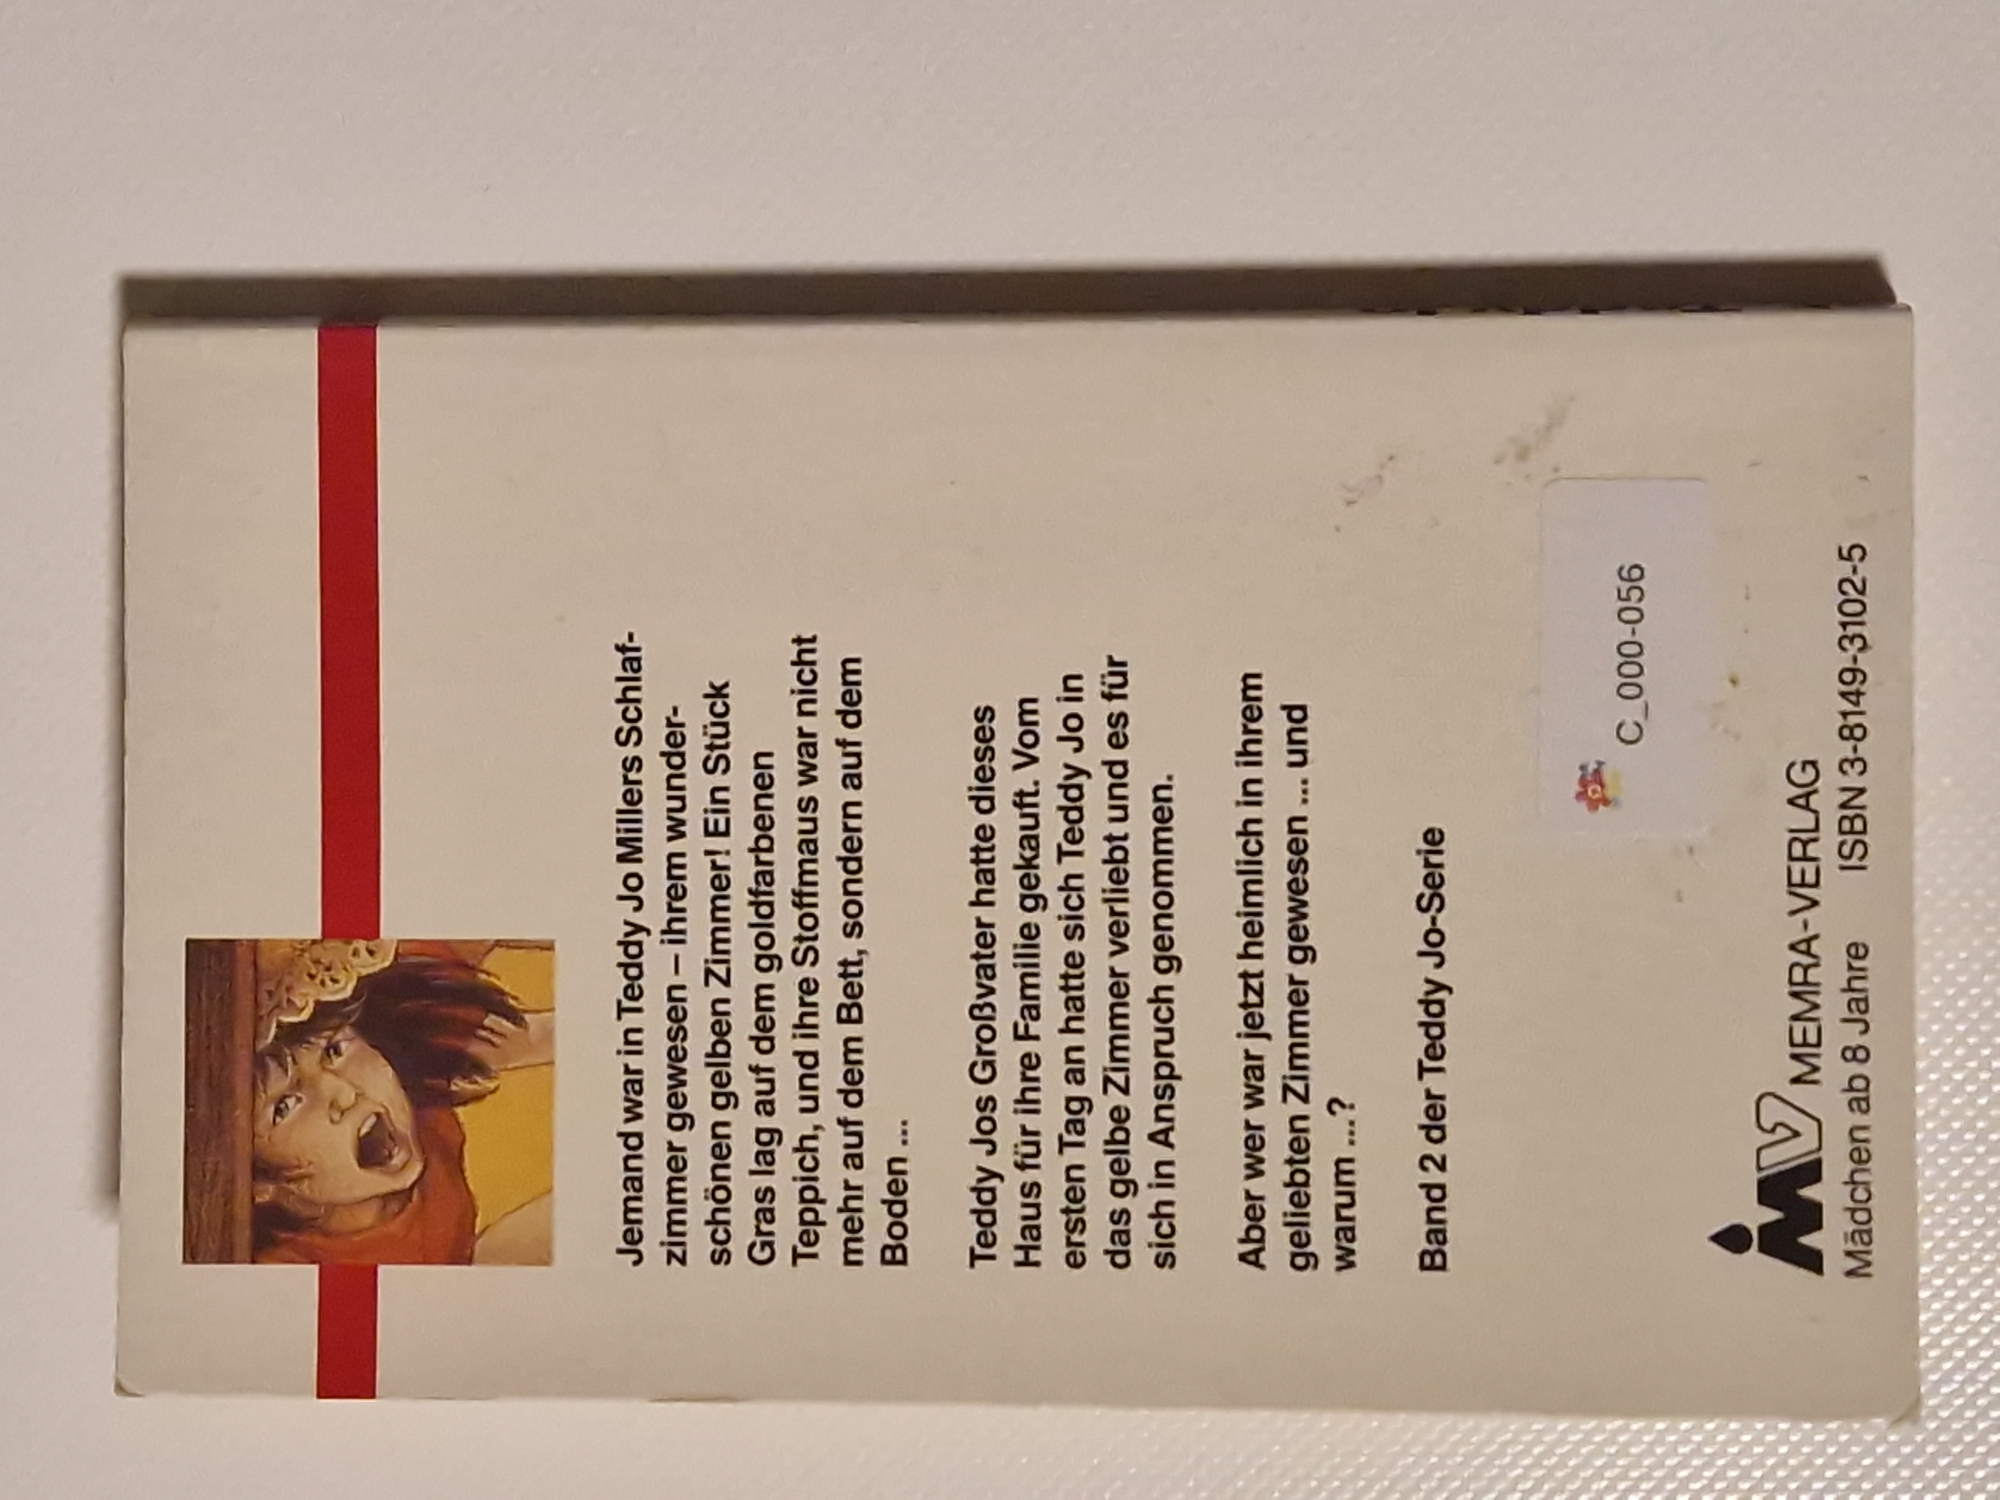 Jemand war in Teddy Jo Millers Schlaf-
zimmer gewesen – ihrem wunder-
schönen gelben Zimmer! Ein Stück
Gras lag auf dem goldfarbenen
Teppich, und ihre Stoffmaus war nicht
mehr auf dem Bett, sondern auf dem
Boden ...
Teddy Jos Großvater hatte dieses
Haus für ihre Familie gekauft. Vom
ersten Tag an hatte sich Teddy Jo in
das gelbe Zimmer verliebt und es für
sich in Anspruch genommen.
Aber wer war jetzt heimlich in ihrem
geliebten Zimmer gewesen ... und
warum ...?
Band 2 der Teddy Jo-Serie
C_000-056
MV MEMRA-VERLAG
Mädchen ab 8 Jahre ISBN 3-8149-3102-5